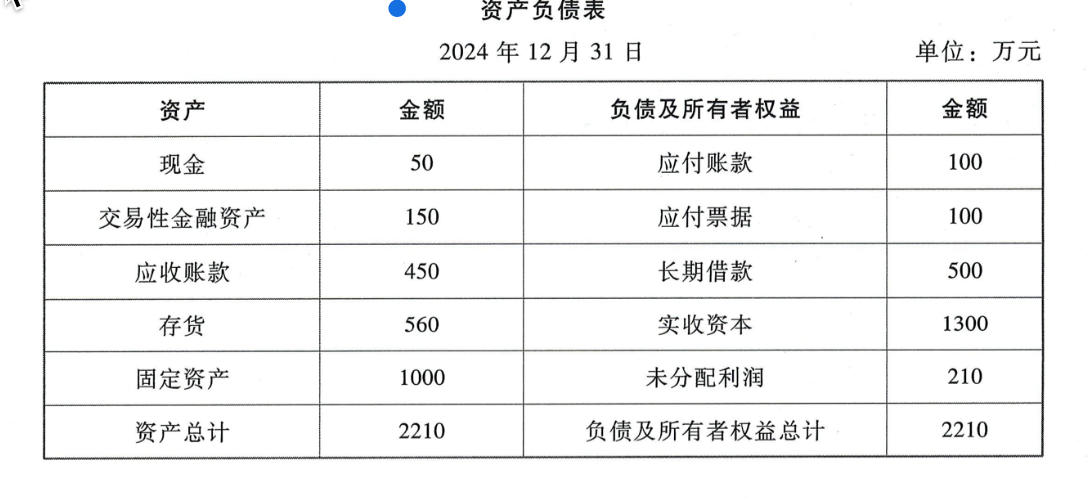 资产负债表
2024 年 12 月 31 日 单位：万元
资产 金额 负债及所有者权益 金额
现金 50 应付账款 100
交易性金融资产 150 应付票据 100
应收账款 450 长期借款 500
存货 560 实收资本 1300
固定资产 1000 未分配利润 210
资产总计 2210 负债及所有者权益总计 2210